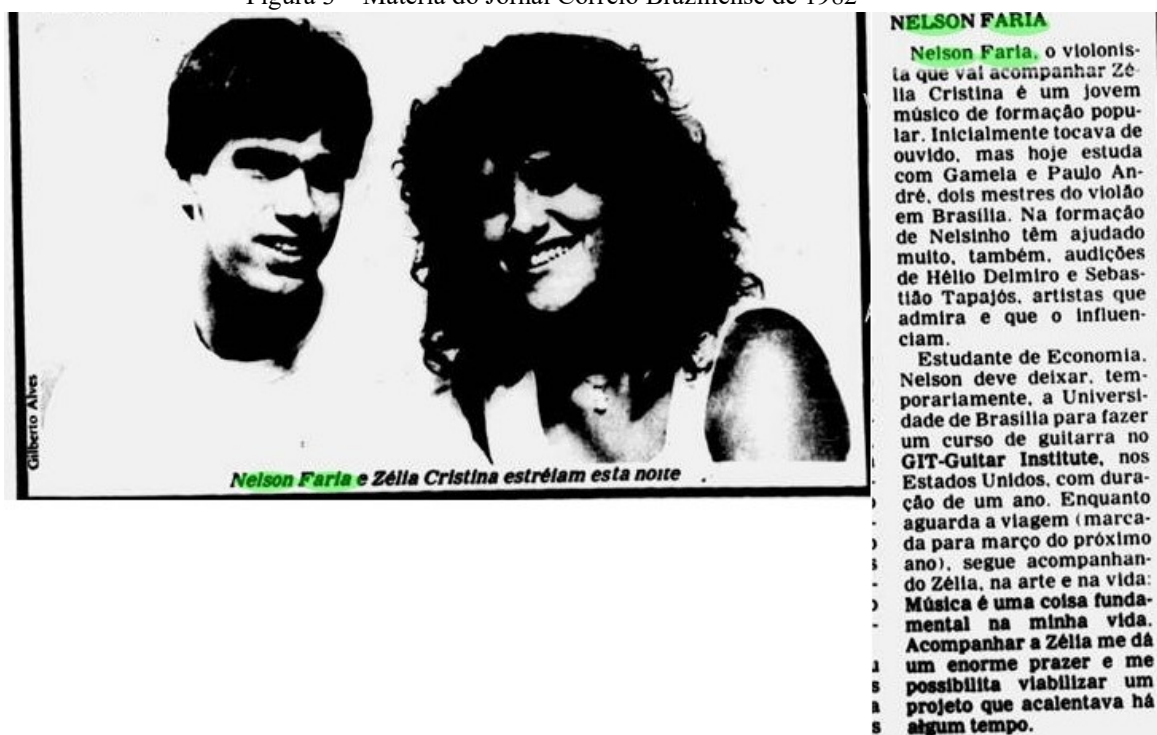 Figura 3 – Matéria do Jornal Correio Braziliense de 1982
Gilberto Alves
Nelson Faria e Zélia Cristina estréiam esta noite
NELSON FARIA
Nelson Faria, o violonis-
ta que vai acompanhar Zé-
lia Cristina é um jovem
músico de formação popu-
lar. Inicialmente tocava de
ouvido, mas hoje estuda
com Gamela e Paulo An-
dré, dois mestres do violão
em Brasília. Na formação
de Nelsinho têm ajudado
muito, também, audições
de Hélio Delmiro e Sebas-
tião Tapajós, artistas que
admira e que o influen-
ciam.
Estudante de Economia,
Nelson deve deixar, tem-
porariamente, a Universi-
dade de Brasília para fazer
um curso de guitarra no
GIT-Guitar Institute, nos
Estados Unidos, com dura-
ção de um ano. Enquanto
aguarda a viagem (marca-
da para março do próximo
ano), segue acompanhan-
do Zélia, na arte e na vida:
Música é uma coisa funda-
mental na minha vida.
Acompanhar a Zélia me dá
um enorme prazer e me
possibilita viabilizar um
projeto que acalentava há
algum tempo.